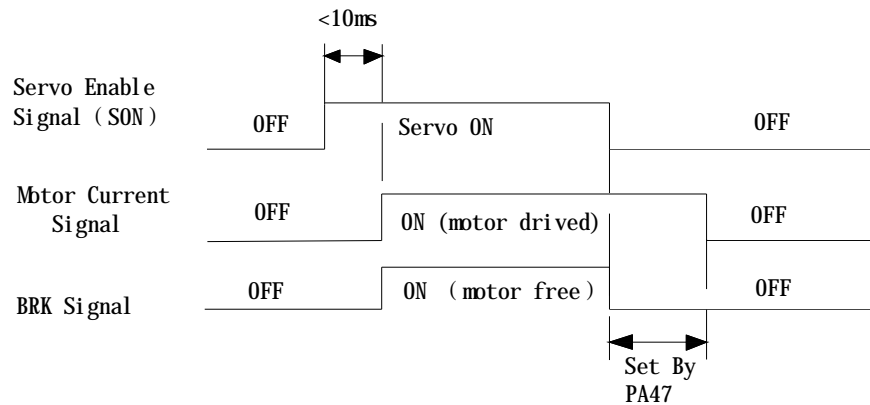 <10ms
Servo Enable
Signal (SON)
OFF
Servo ON
OFF
Motor Current
Signal
OFF
ON (motor drived)
OFF
BRK Signal
OFF
ON (motor free)
OFF
Set By
PA47